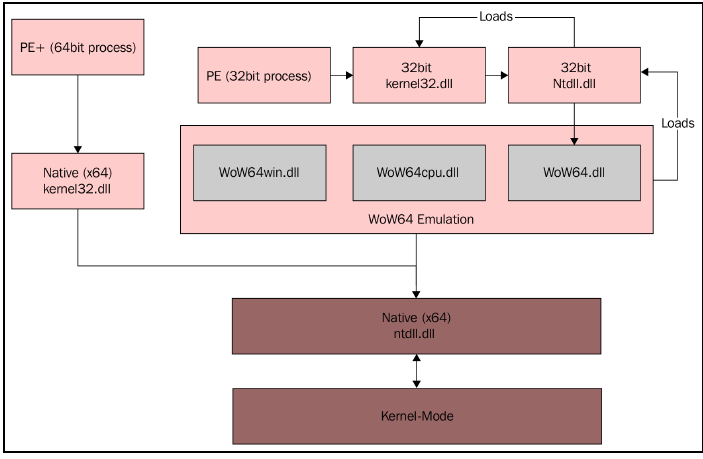 Loads
PE+ (64bit process)
PE (32bit process)
32bit
kernel32.dll
32bit
Ntdll.dll
Loads
Native (x64)
kernel32.dll
WoW64win.dll
WoW64cpu.dll
WoW64.dll
WoW64 Emulation
Native (x64)
ntdll.dll
Kernel-Mode